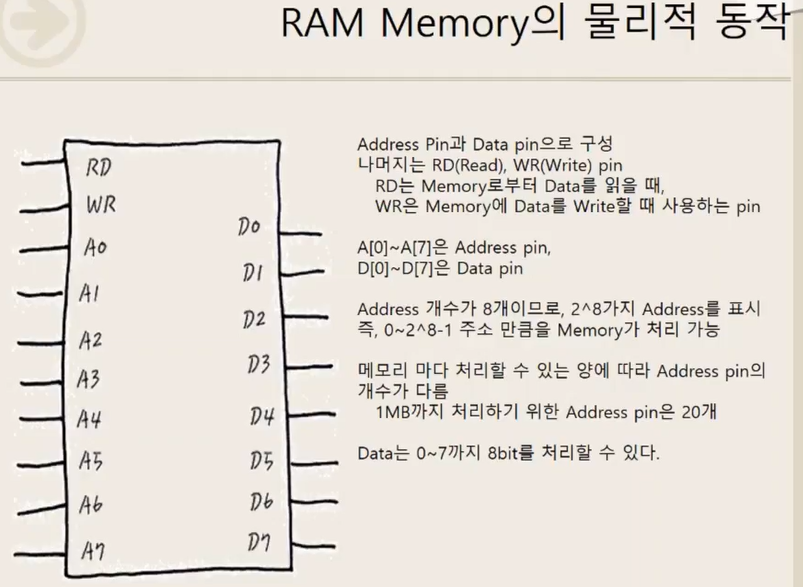 RAM Memory의 물리적 동작
RD
WR
A0
A1
A2
A3
A4
A5
A6
A7
D0
D1
D2
D3
D4
D5
D6
D7
Address Pin과 Data pin으로 구성
나머지는 RD(Read), WR(Write) pin
RD는 Memory로부터 Data를 읽을 때,
WR은 Memory에 Data를 Write할 때 사용하는 pin
A[0]~A[7]은 Address pin,
D[0]~D[7]은 Data pin
Address 개수가 8개이므로, 2^8가지 Address를 표시
즉, 0~2^8-1 주소 만큼을 Memory가 처리 가능
메모리 마다 처리할 수 있는 양에 따라 Address pin의
개수가 다름
1MB까지 처리하기 위한 Address pin은 20개
Data는 0~7까지 8bit를 처리할 수 있다.